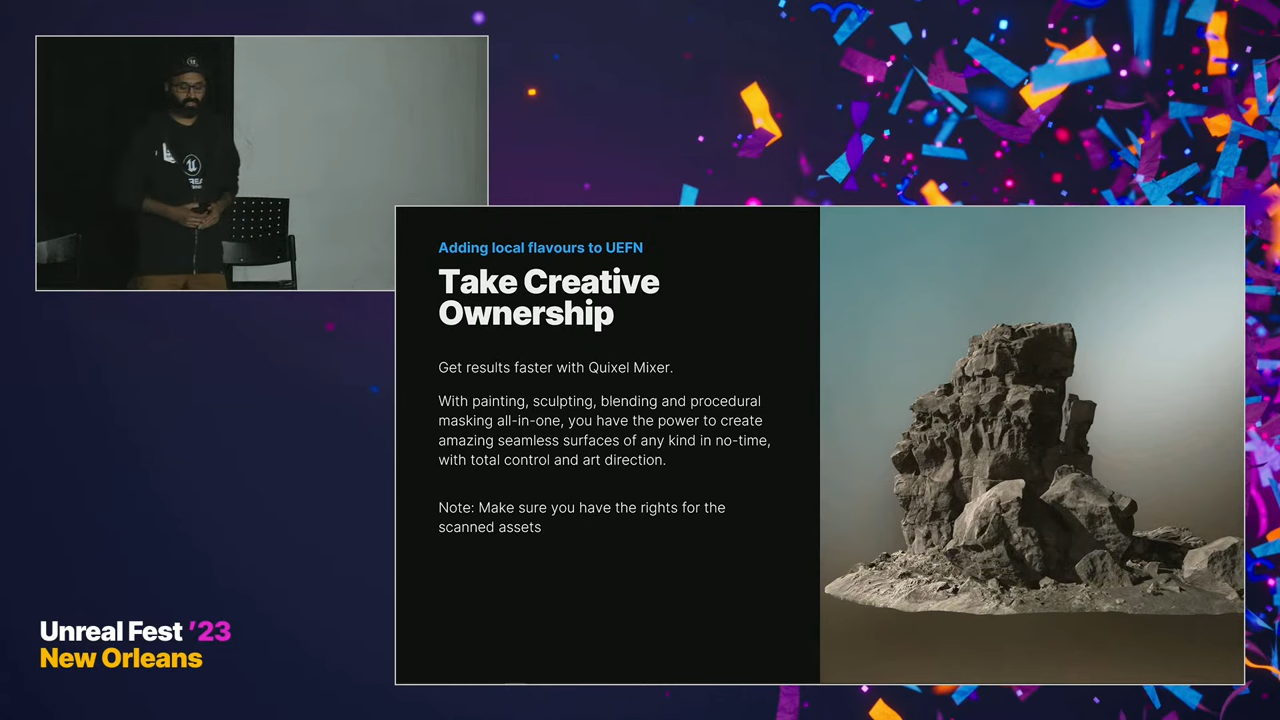 Adding local flavours to UEFN
Take Creative
Ownership
Get results faster with Quixel Mixer.
With painting, sculpting, blending and procedural
masking all-in-one, you have the power to create
amazing seamless surfaces of any kind in no-time,
with total control and art direction.
Note: Make sure you have the rights for the
scanned assets
Unreal Fest ’23
New Orleans